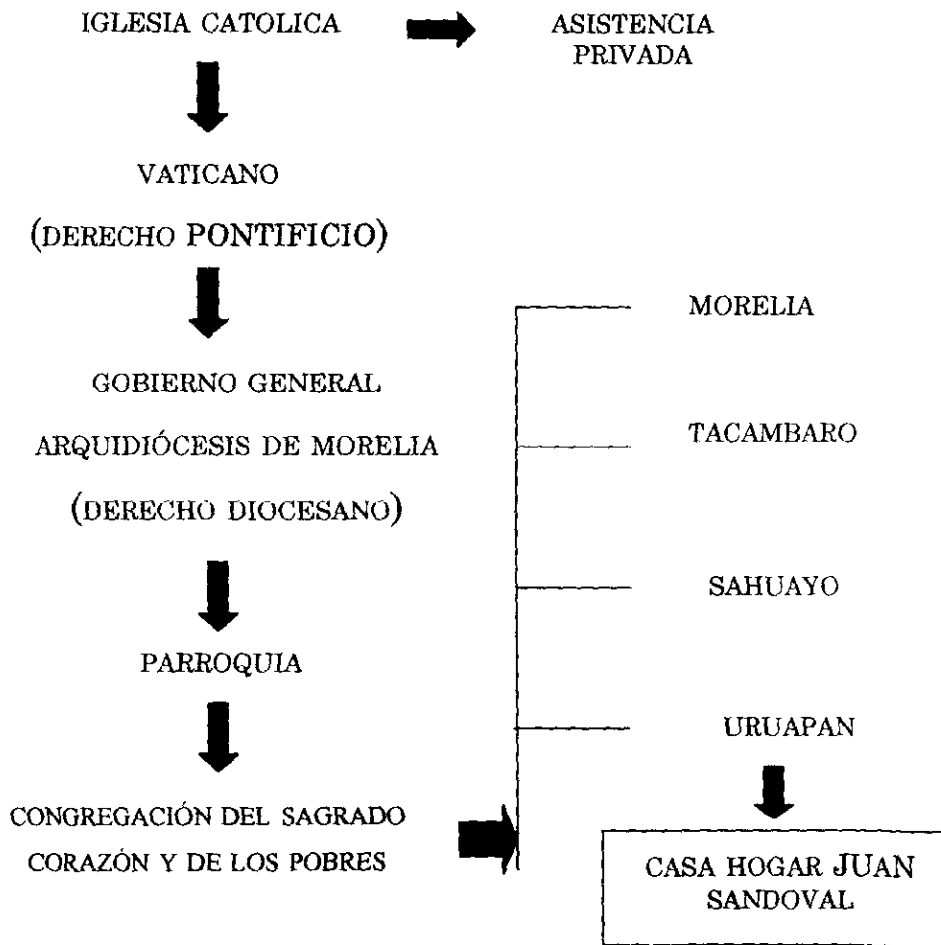 IGLESIA CATOLICA
ASISTENCIA
PRIVADA
VATICANO
(DERECHO PONTIFICIO)
GOBIERNO GENERAL
ARQUIDIÓCESIS DE MORELIA
(DERECHO DIOCESANO)
PARROQUIA
CONGREGACIÓN DEL SAGRADO
CORAZÓN Y DE LOS POBRES
MORELIA
TACAMBARO
SAHUAYO
URUAPAN
CASA HOGAR JUAN
SANDOVAL